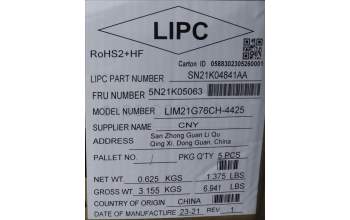 LIPC
RoHS2+HF
Carton ID 0588302305260001
LIPC PART NUMBER SN21K04841AA
FRU NUMBER 5N21K05063
MODEL NUMBER LIM21G76CH-4425
SUPPLIER NAME CNY
ADDRESS San Zhong Guan Li Qu
Qing Xi, Dong Guan, China
PALLET NO. / PKG Q'TY 5 PCS
NET WT. 0.625 KGS 1.375 LBS
GROSS WT. 3.155 KGS 6.941 LBS
COUNTRY OF ORIGIN CHINA
DATE OF MANUFACTURE 23-21 REV 1